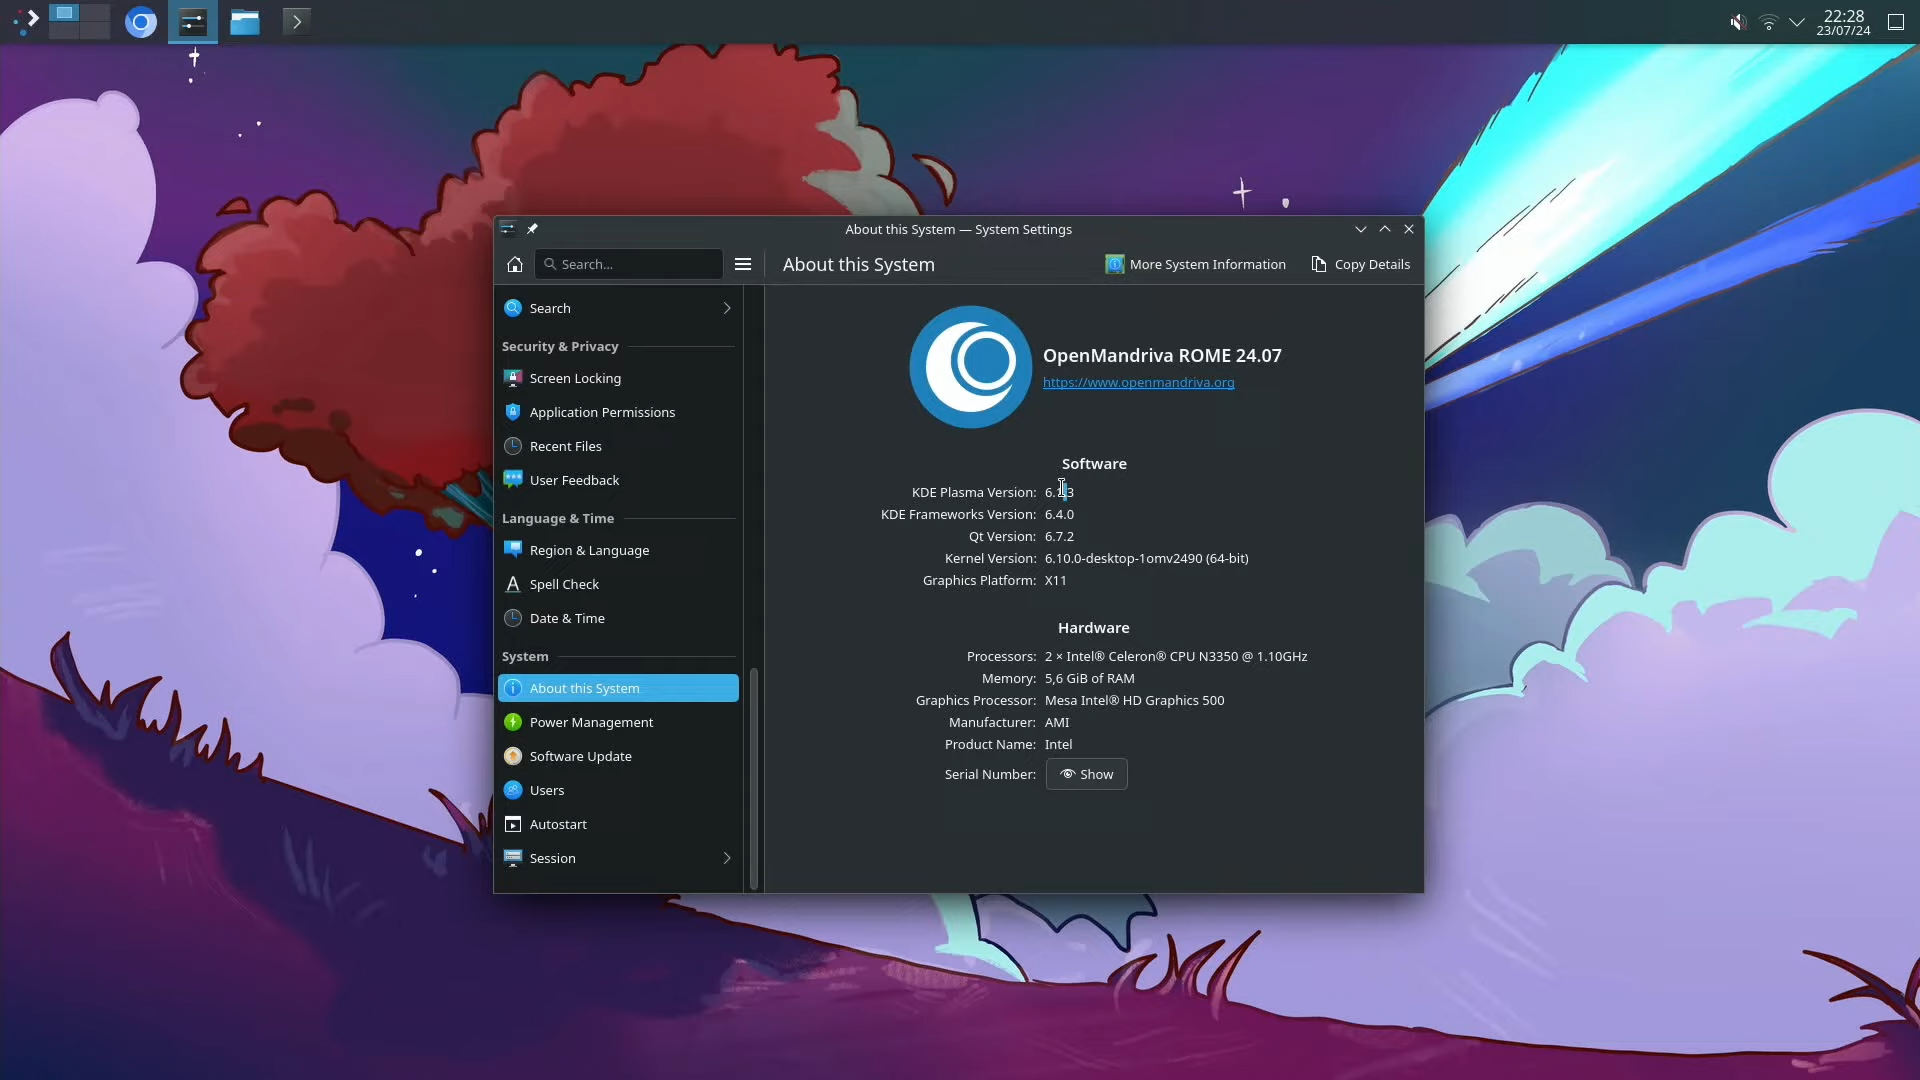 22:28
23/07/24
About this System — System Settings
Search...
About this System
More System Information
Copy Details
Search
Security & Privacy
Screen Locking
Application Permissions
Recent Files
User Feedback
Language & Time
Region & Language
Spell Check
Date & Time
System
About this System
Power Management
Software Update
Users
Autostart
Session
OpenMandriva ROME 24.07
https://www.openmandriva.org
Software
KDE Plasma Version: 6.1.3
KDE Frameworks Version: 6.4.0
Qt Version: 6.7.2
Kernel Version: 6.10.0-desktop-1omv2490 (64-bit)
Graphics Platform: X11
Hardware
Processors: 2 × Intel® Celeron® CPU N3350 @ 1.10GHz
Memory: 5,6 GiB of RAM
Graphics Processor: Mesa Intel® HD Graphics 500
Manufacturer: AMI
Product Name: Intel
Serial Number: Show